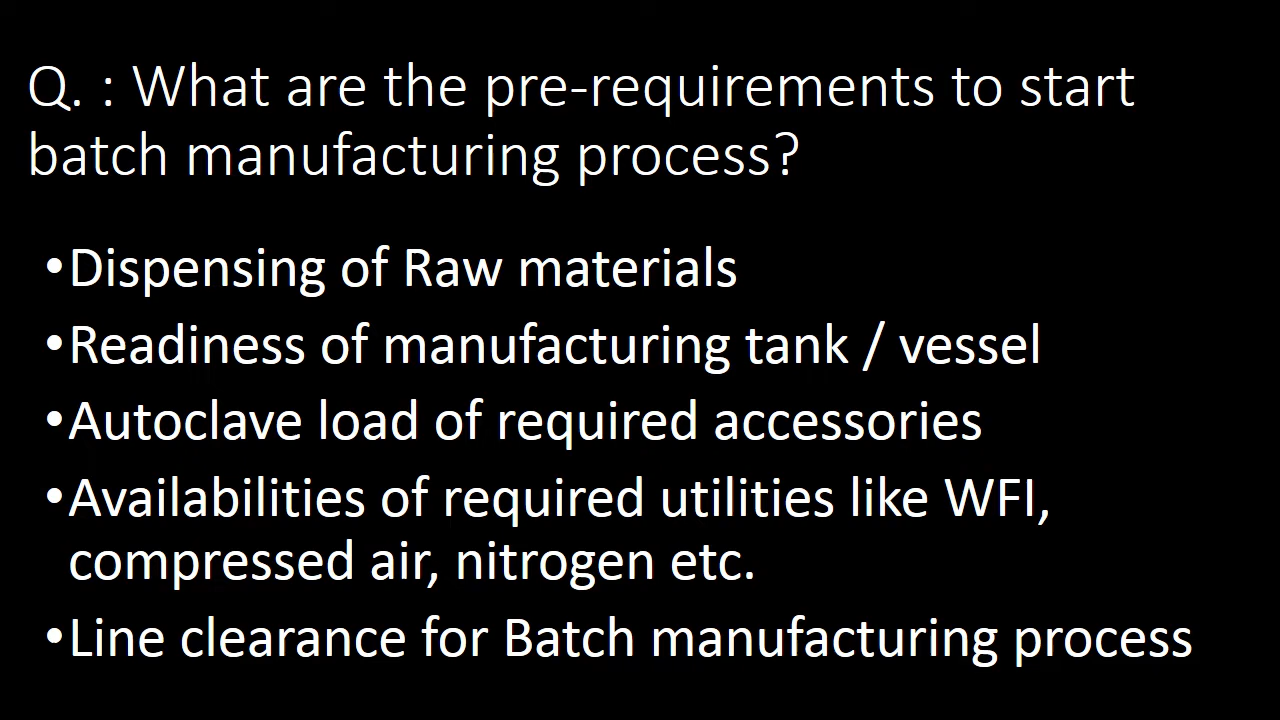 Q. : What are the pre-requirements to start
batch manufacturing process?
•Dispensing of Raw materials
•Readiness of manufacturing tank / vessel
•Autoclave load of required accessories
•Availabilities of required utilities like WFI,
compressed air, nitrogen etc.
•Line clearance for Batch manufacturing process